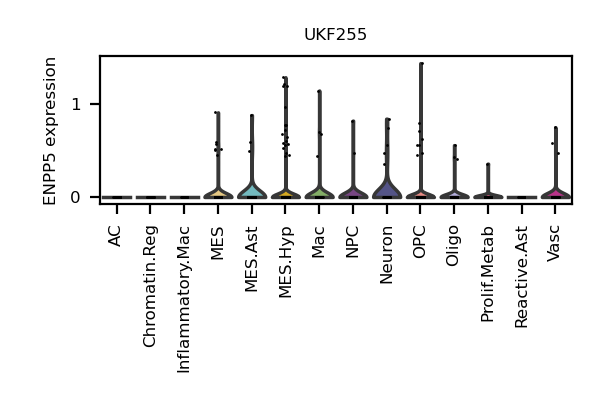 UKF255
ENPP5 expression
1
0
AC
Chromatin.Reg
Inflammatory.Mac
MES
MES.Ast
MES.Hyp
Mac
NPC
Neuron
OPC
Oligo
Prolif.Metab
Reactive.Ast
Vasc